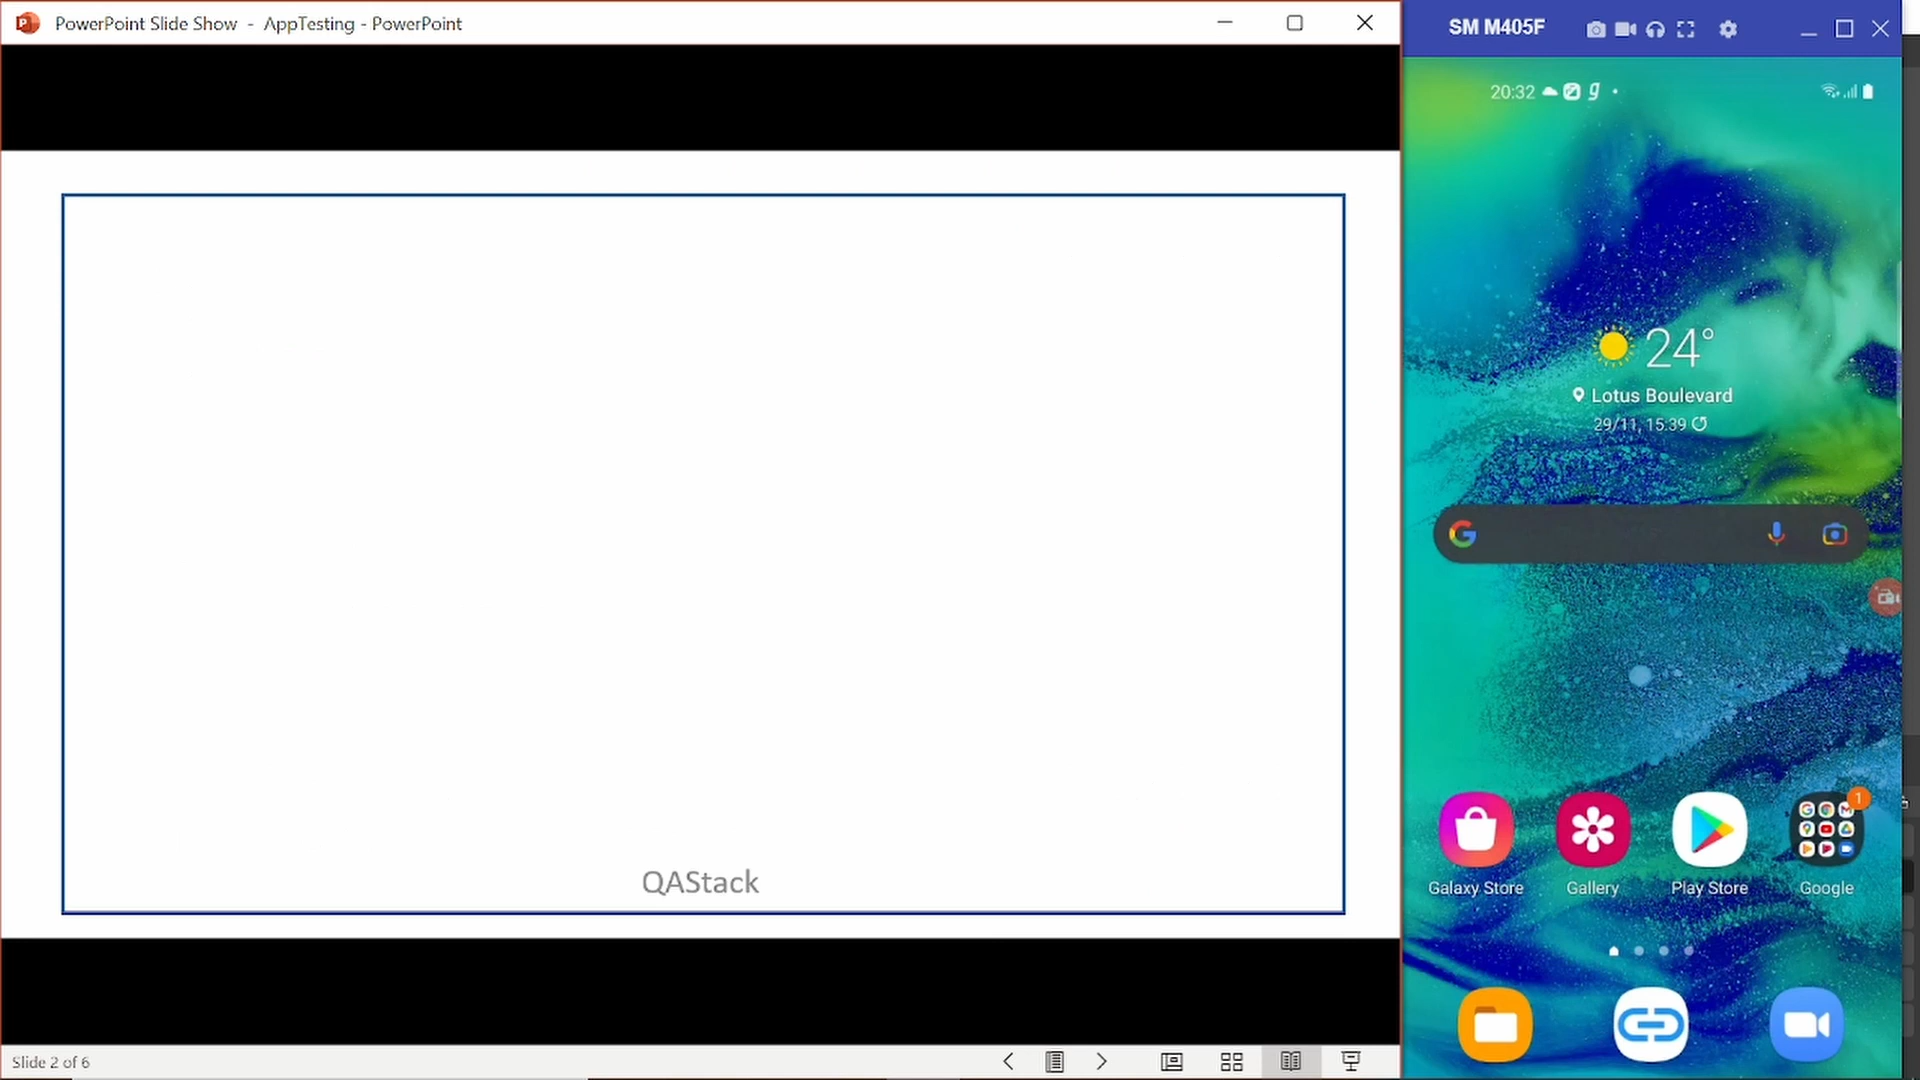 PowerPoint Slide Show - AppTesting - PowerPoint
QAStack
Slide 2 of 6
SM M405F
20:32
24°
Lotus Boulevard
29/11, 15:39
1
Galaxy Store Gallery Play Store Google